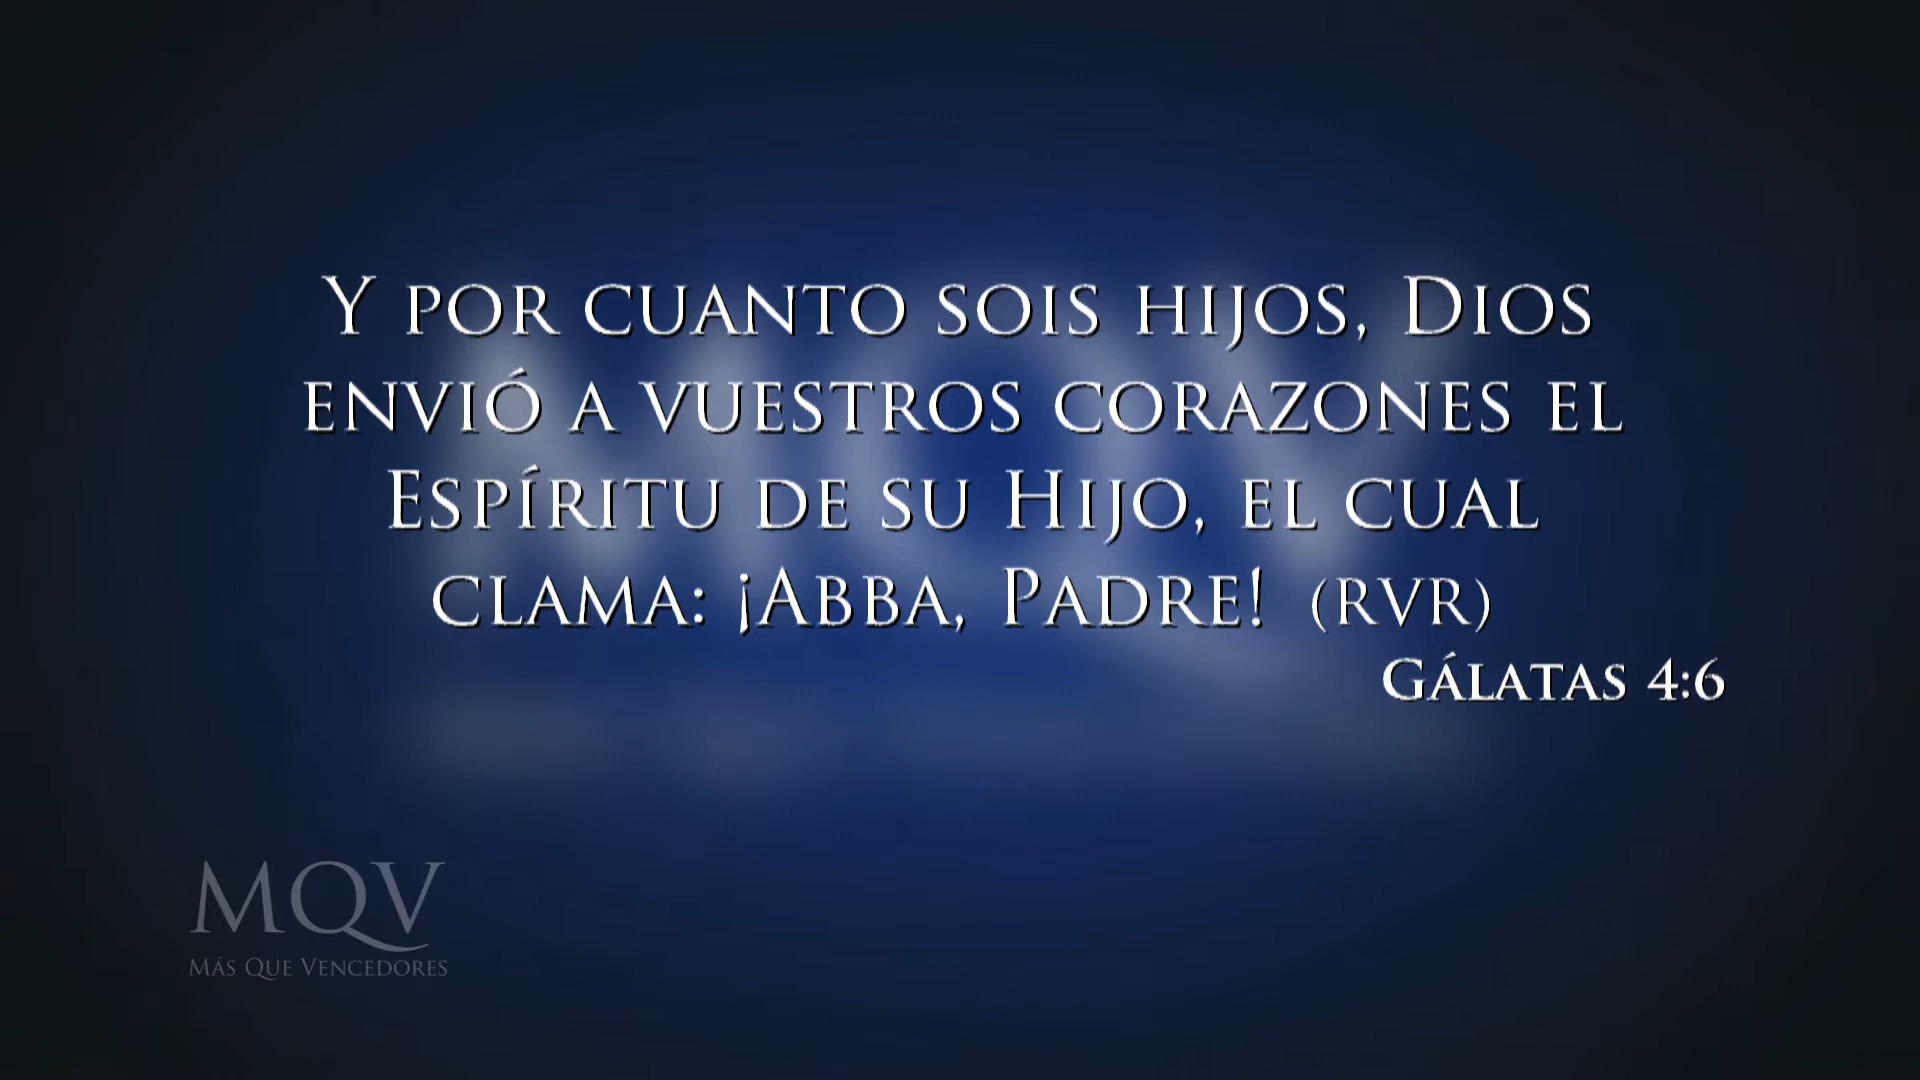 Y POR CUANTO SOIS HIJOS, DIOS
ENVIÓ A VUESTROS CORAZONES EL
ESPÍRITU DE SU HIJO, EL CUAL
CLAMA: ¡ABBA, PADRE! (RVR)
GÁLATAS 4:6
MQV
MÁS QUE VENCEDORES